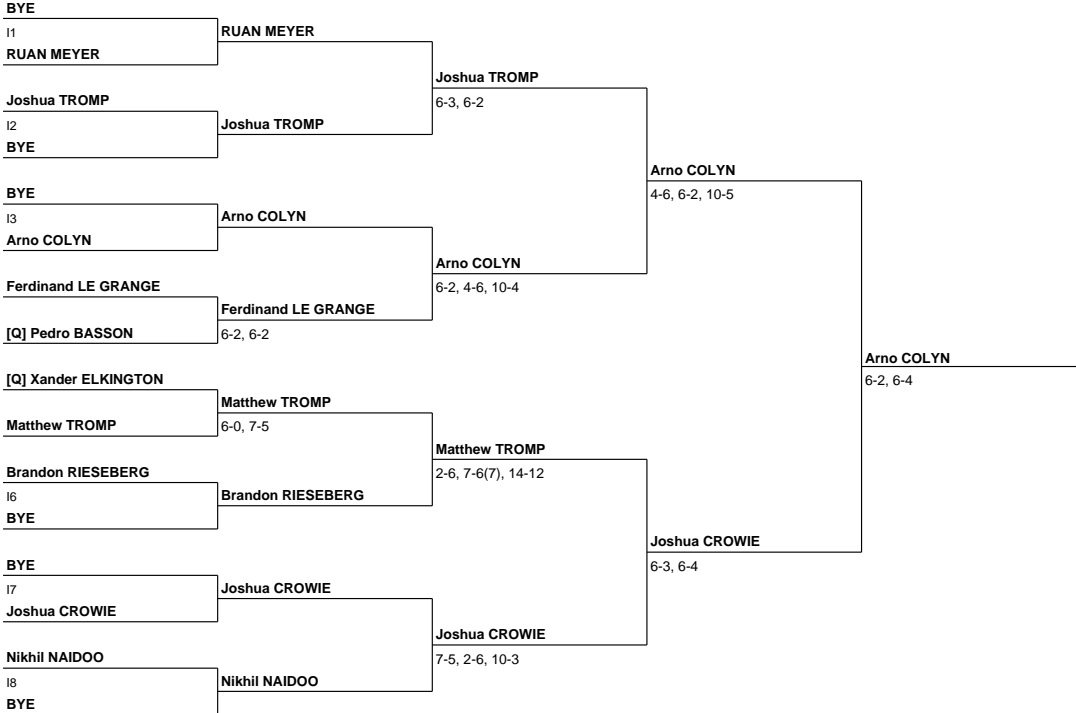 BYE
I1
RUAN MEYER
RUAN MEYER
Joshua TROMP
6-3, 6-2
Joshua TROMP
I2
BYE
Joshua TROMP
Arno COLYN
4-6, 6-2, 10-5
BYE
I3
Arno COLYN
Arno COLYN
Arno COLYN
6-2, 4-6, 10-4
Ferdinand LE GRANGE
[Q] Pedro BASSON
Ferdinand LE GRANGE
6-2, 6-2
Arno COLYN
6-2, 6-4
[Q] Xander ELKINGTON
Matthew TROMP
Matthew TROMP
6-0, 7-5
Matthew TROMP
2-6, 7-6(7), 14-12
Brandon RIESEBERG
I6
BYE
Brandon RIESEBERG
Joshua CROWIE
6-3, 6-4
BYE
I7
Joshua CROWIE
Joshua CROWIE
Joshua CROWIE
7-5, 2-6, 10-3
Nikhil NAIDOO
I8
BYE
Nikhil NAIDOO